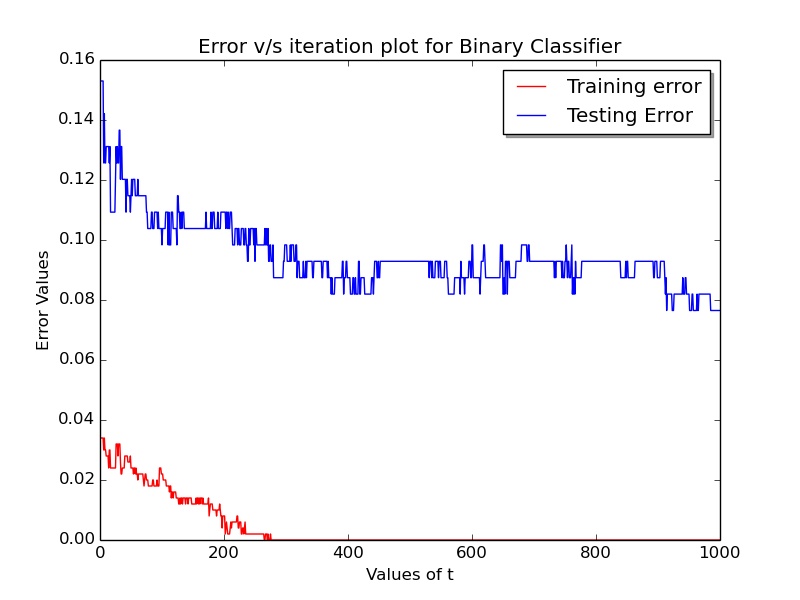 Error v/s iteration plot for Binary Classifier
0.16
0.14
0.12
0.10
0.08
0.06
0.04
0.02
0.00
Error Values
Training error
Testing Error
0 200 400 600 800 1000
Values of t